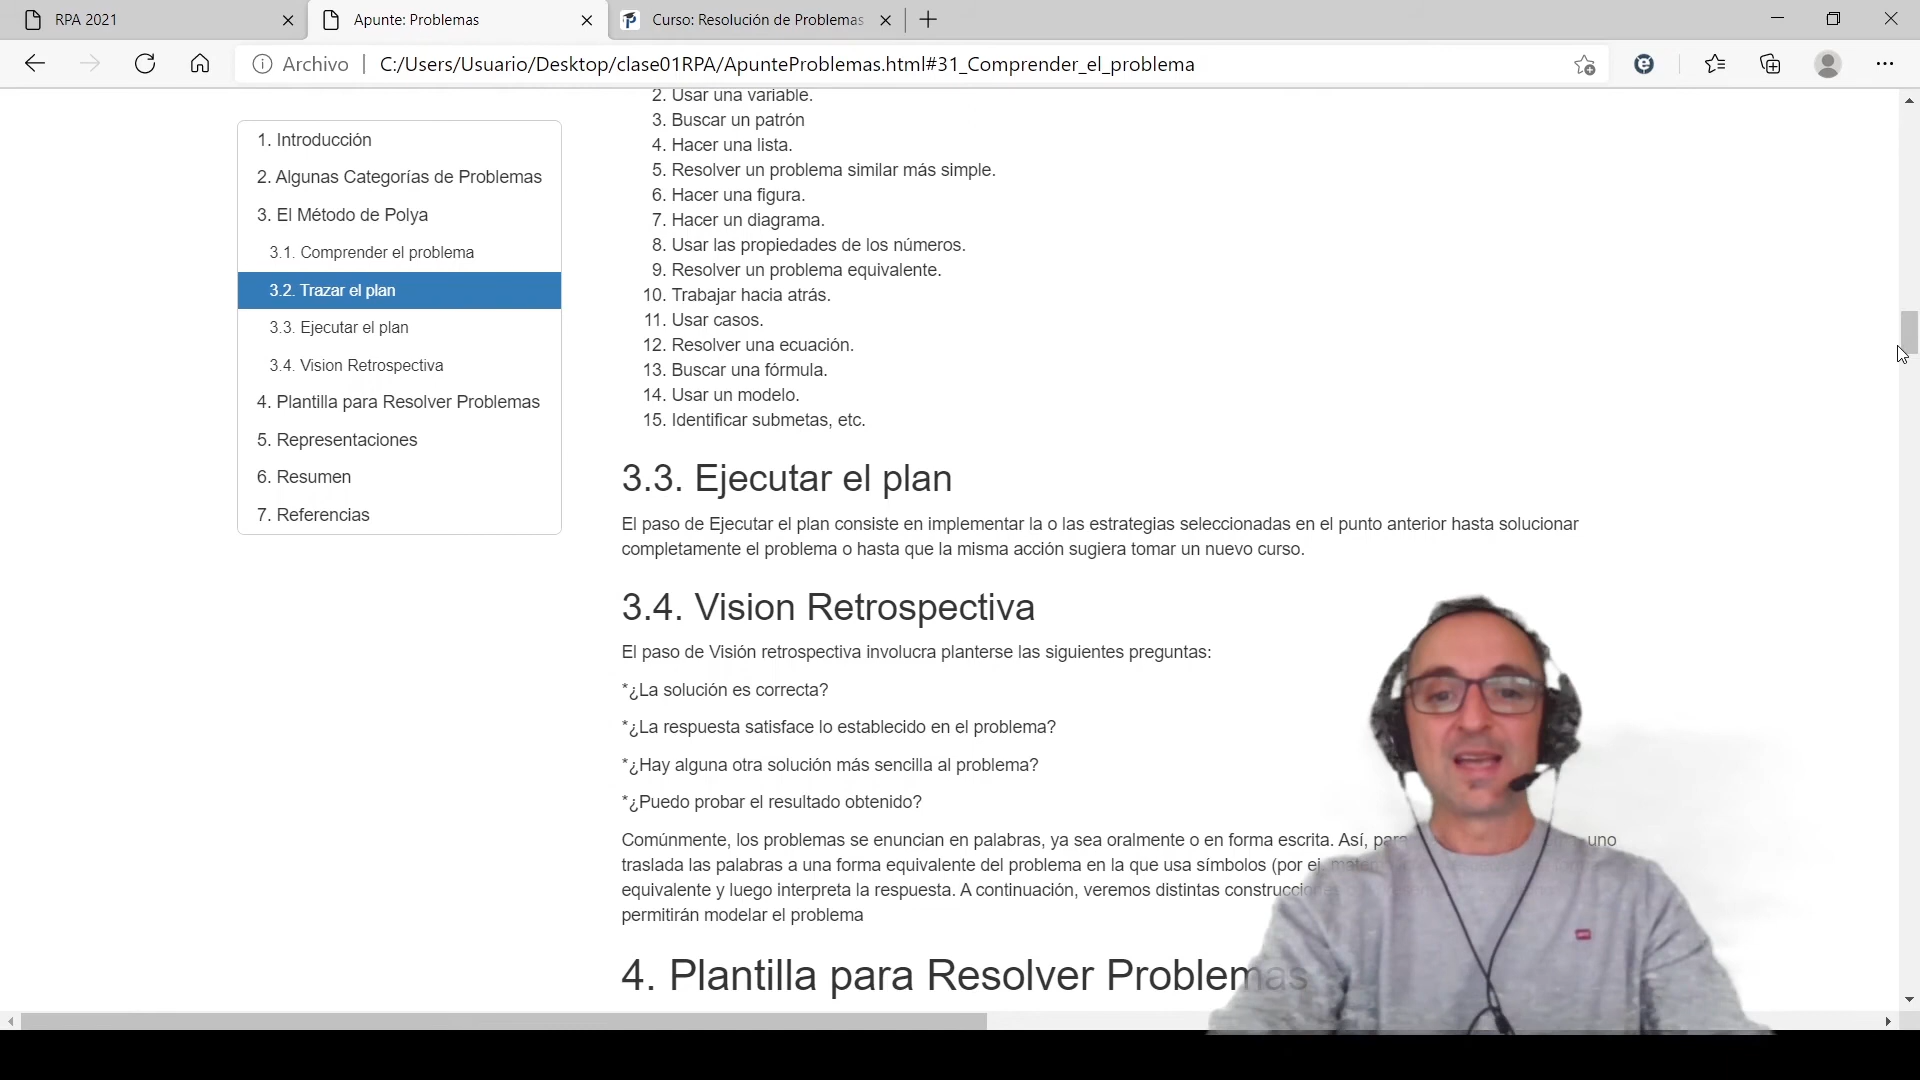 RPA 2021
Apunte: Problemas
Curso: Resolución de Problemas
Archivo
C:/Users/Usuario/Desktop/clase01RPA/ApunteProblemas.html#31_Comprender_el_problema
1. Introducción
2. Algunas Categorías de Problemas
3. El Método de Polya
3.1. Comprender el problema
3.2. Trazar el plan
3.3. Ejecutar el plan
3.4. Vision Retrospectiva
4. Plantilla para Resolver Problemas
5. Representaciones
6. Resumen
7. Referencias
2. Usar una variable.
3. Buscar un patrón
4. Hacer una lista.
5. Resolver un problema similar más simple.
6. Hacer una figura.
7. Hacer un diagrama.
8. Usar las propiedades de los números.
9. Resolver un problema equivalente.
10. Trabajar hacia atrás.
11. Usar casos.
12. Resolver una ecuación.
13. Buscar una fórmula.
14. Usar un modelo.
15. Identificar submetas, etc.
3.3. Ejecutar el plan
El paso de Ejecutar el plan consiste en implementar la o las estrategias seleccionadas en el punto anterior hasta solucionar
completamente el problema o hasta que la misma acción sugiera tomar un nuevo curso.
3.4. Vision Retrospectiva
El paso de Visión retrospectiva involucra planterse las siguientes preguntas:
*¿La solución es correcta?
*¿La respuesta satisface lo establecido en el problema?
*¿Hay alguna otra solución más sencilla al problema?
*¿Puedo probar el resultado obtenido?
Comúnmente, los problemas se enuncian en palabras, ya sea oralmente o en forma escrita. Así, para uno
traslada las palabras a una forma equivalente del problema en la que usa símbolos (por ej
equivalente y luego interpreta la respuesta. A continuación, veremos distintas
permitirán modelar el problema
4. Plantilla para Resolver Problemas